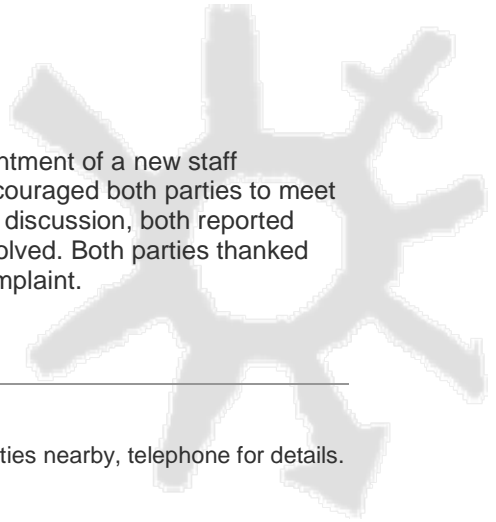 ntment of a new staff
couraged both parties to meet
discussion, both reported
olved. Both parties thanked
mplaint.
ties nearby, telephone for details.